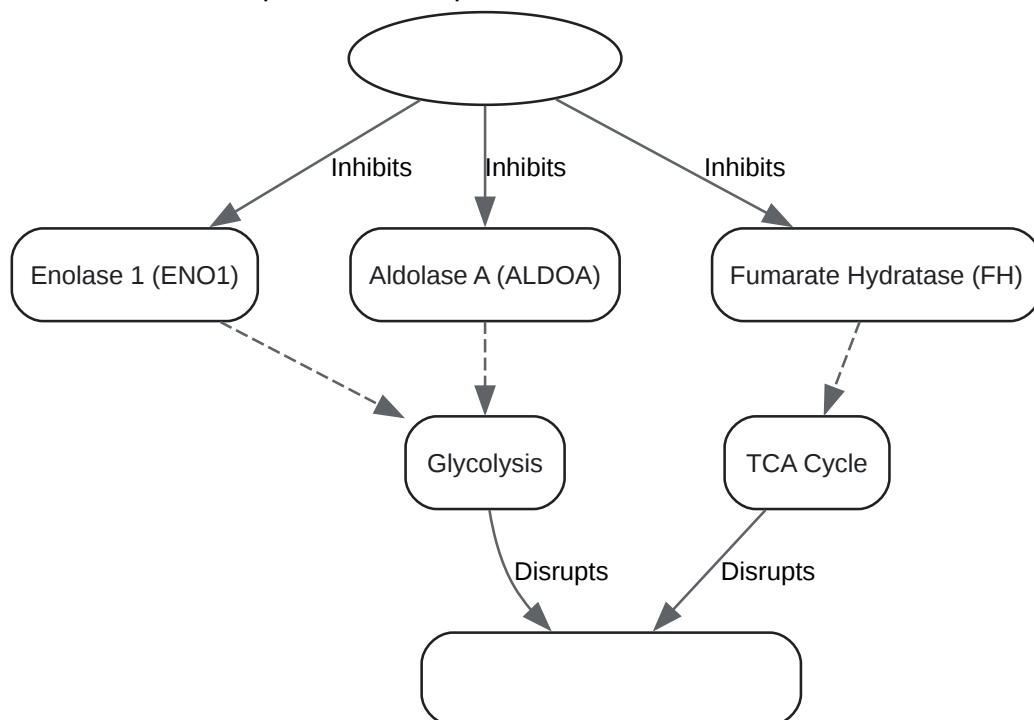 Inhibits
Inhibits
Inhibits
Enolase 1 (ENO1)
Aldolase A (ALDOA)
Fumarate Hydratase (FH)
Glycolysis
TCA Cycle
Disrupts
Disrupts